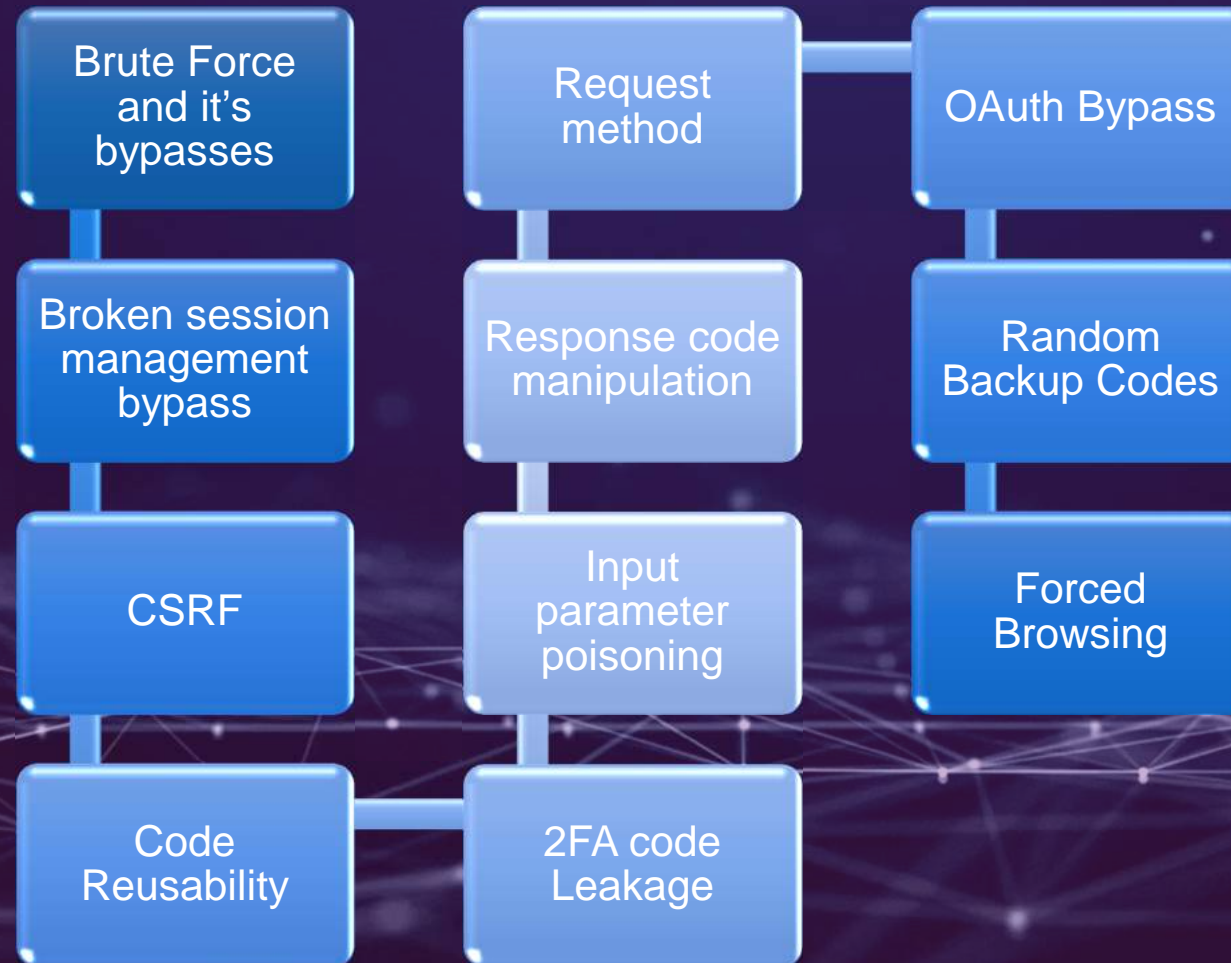 Brute Force
and it’s
bypasses
Broken session
management
bypass
CSRF
Code
Reusability
2FA code
Leakage
Input
parameter
poisoning
Response code
manipulation
Request
method
OAuth Bypass
Random
Backup Codes
Forced
Browsing